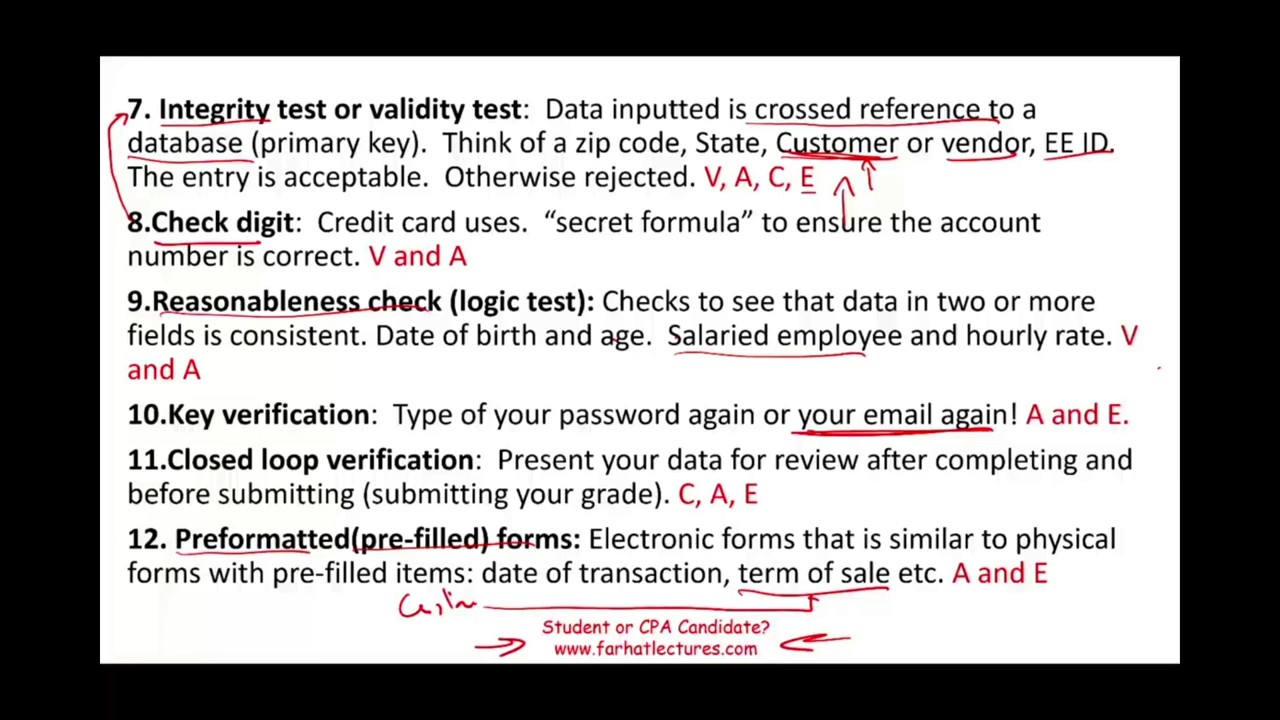 7. Integrity test or validity test: Data inputted is crossed reference to a
database (primary key). Think of a zip code, State, Customer or vendor, EE ID.
The entry is acceptable. Otherwise rejected. V, A, C, E
8.Check digit: Credit card uses. “secret formula” to ensure the account
number is correct. V and A
9.Reasonableness check (logic test): Checks to see that data in two or more
fields is consistent. Date of birth and age. Salaried employee and hourly rate. V
and A
10.Key verification: Type of your password again or your email again! A and E.
11.Closed loop verification: Present your data for review after completing and
before submitting (submitting your grade). C, A, E
12. Preformatted(pre-filled) forms: Electronic forms that is similar to physical
forms with pre-filled items: date of transaction, term of sale etc. A and E
Student or CPA Candidate?
www.farhatlectures.com